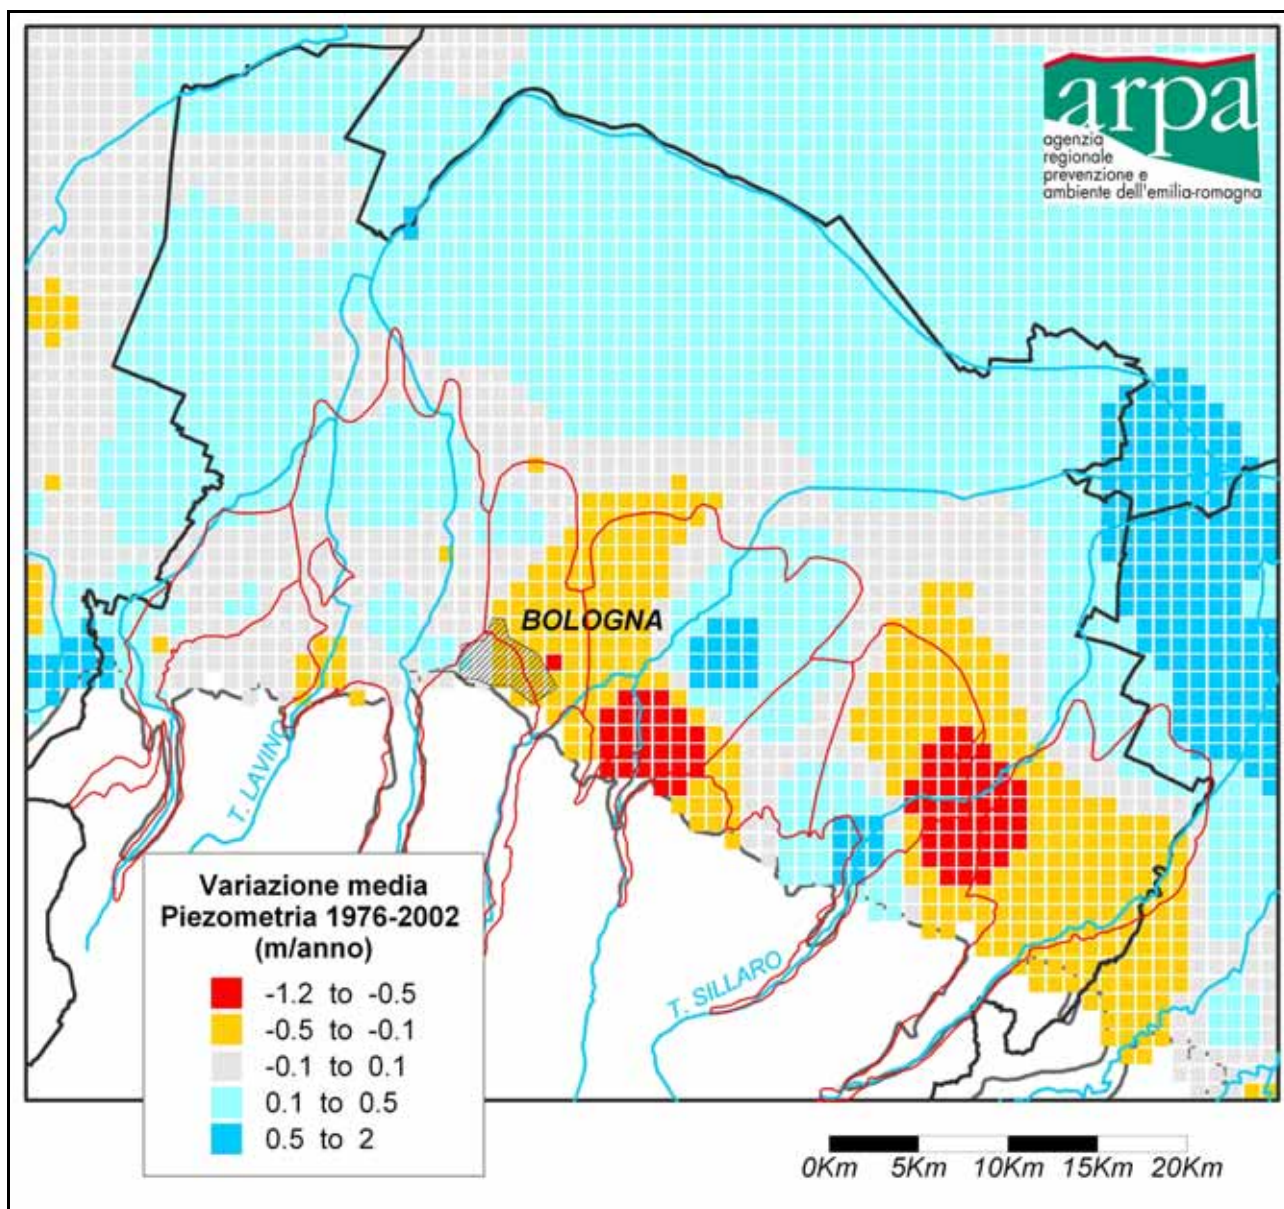 arpa
agenzia
regionale
prevenzione e
ambiente dell'emilia-romagna
BOLOGNA
T. LAVINO
T. SILLARO
Variazione media
Piezometria 1976-2002
(m/anno)
-1.2 to -0.5
-0.5 to -0.1
-0.1 to 0.1
0.1 to 0.5
0.5 to 2
0Km 5Km 10Km 15Km 20Km